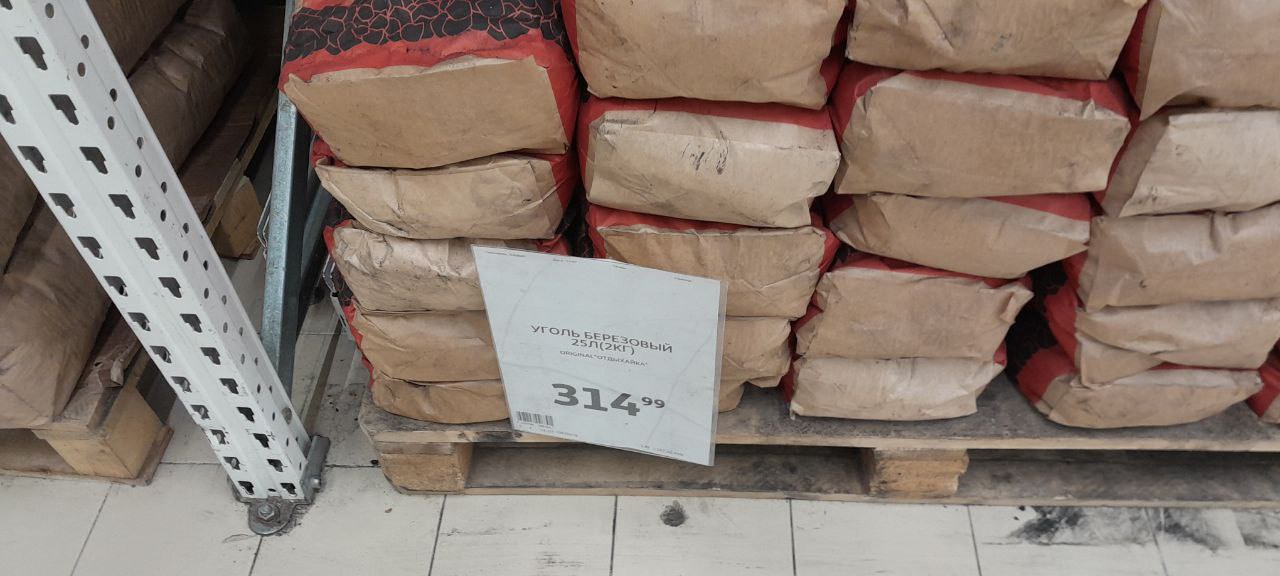 УГОЛЬ БЕРЕЗОВЫЙ
25Л(2КГ)
ORIGINAL"ОТДЫХАЙКА"
314 99